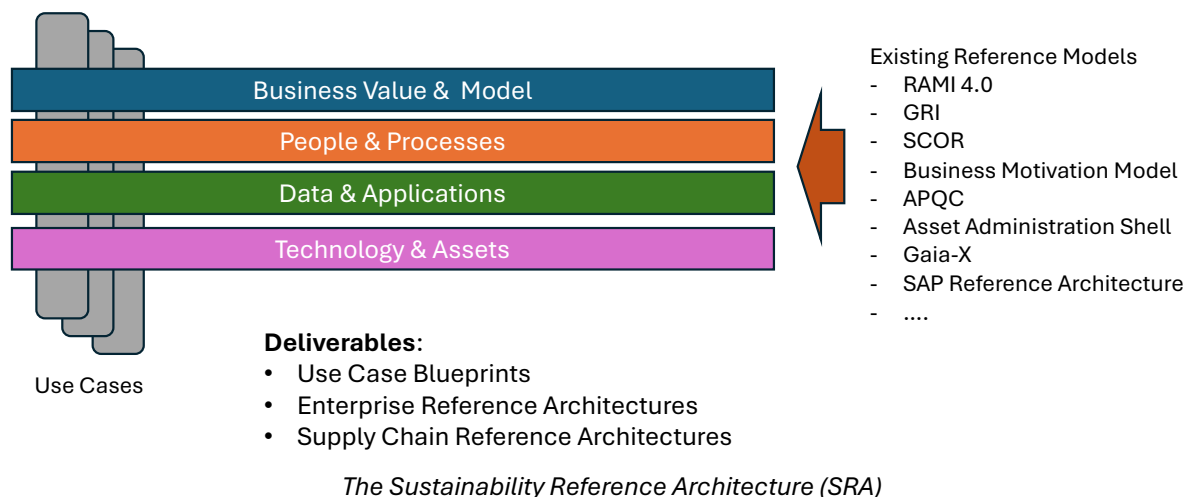 Business Value & Model
People & Processes
Data & Applications
Technology & Assets
Use Cases
Existing Reference Models
- RAMI 4.0
- GRI
- SCOR
- Business Motivation Model
- APQC
- Asset Administration Shell
- Gaia-X
- SAP Reference Architecture
- ....
Deliverables:
• Use Case Blueprints
• Enterprise Reference Architectures
• Supply Chain Reference Architectures
The Sustainability Reference Architecture (SRA)